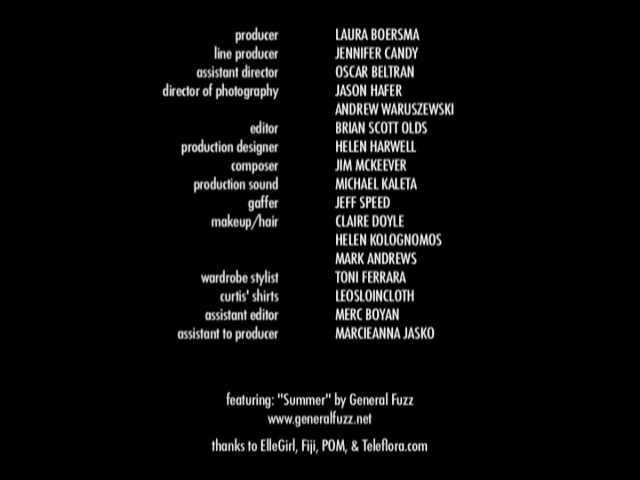 producer LAURA BOERSMA
line producer JENNIFER CANDY
assistant director OSCAR BELTRAN
director of photography JASON HAFER
ANDREW WARUSZEWSKI
editor BRIAN SCOTT OLDS
production designer HELEN HARWELL
composer JIM MCKEEVER
production sound MICHAEL KALETA
gaffer JEFF SPEED
makeup/hair CLAIRE DOYLE
HELEN KOLOGNOMOS
MARK ANDREWS
wardrobe stylist TONI FERRARA
curtis' shirts LEOSLOINCLOTH
assistant editor MERC BOYAN
assistant to producer MARCIEANNA JASKO
featuring: "Summer" by General Fuzz
www.generalfuzz.net
thanks to ElleGirl, Fiji, POM, & Teleflora.com